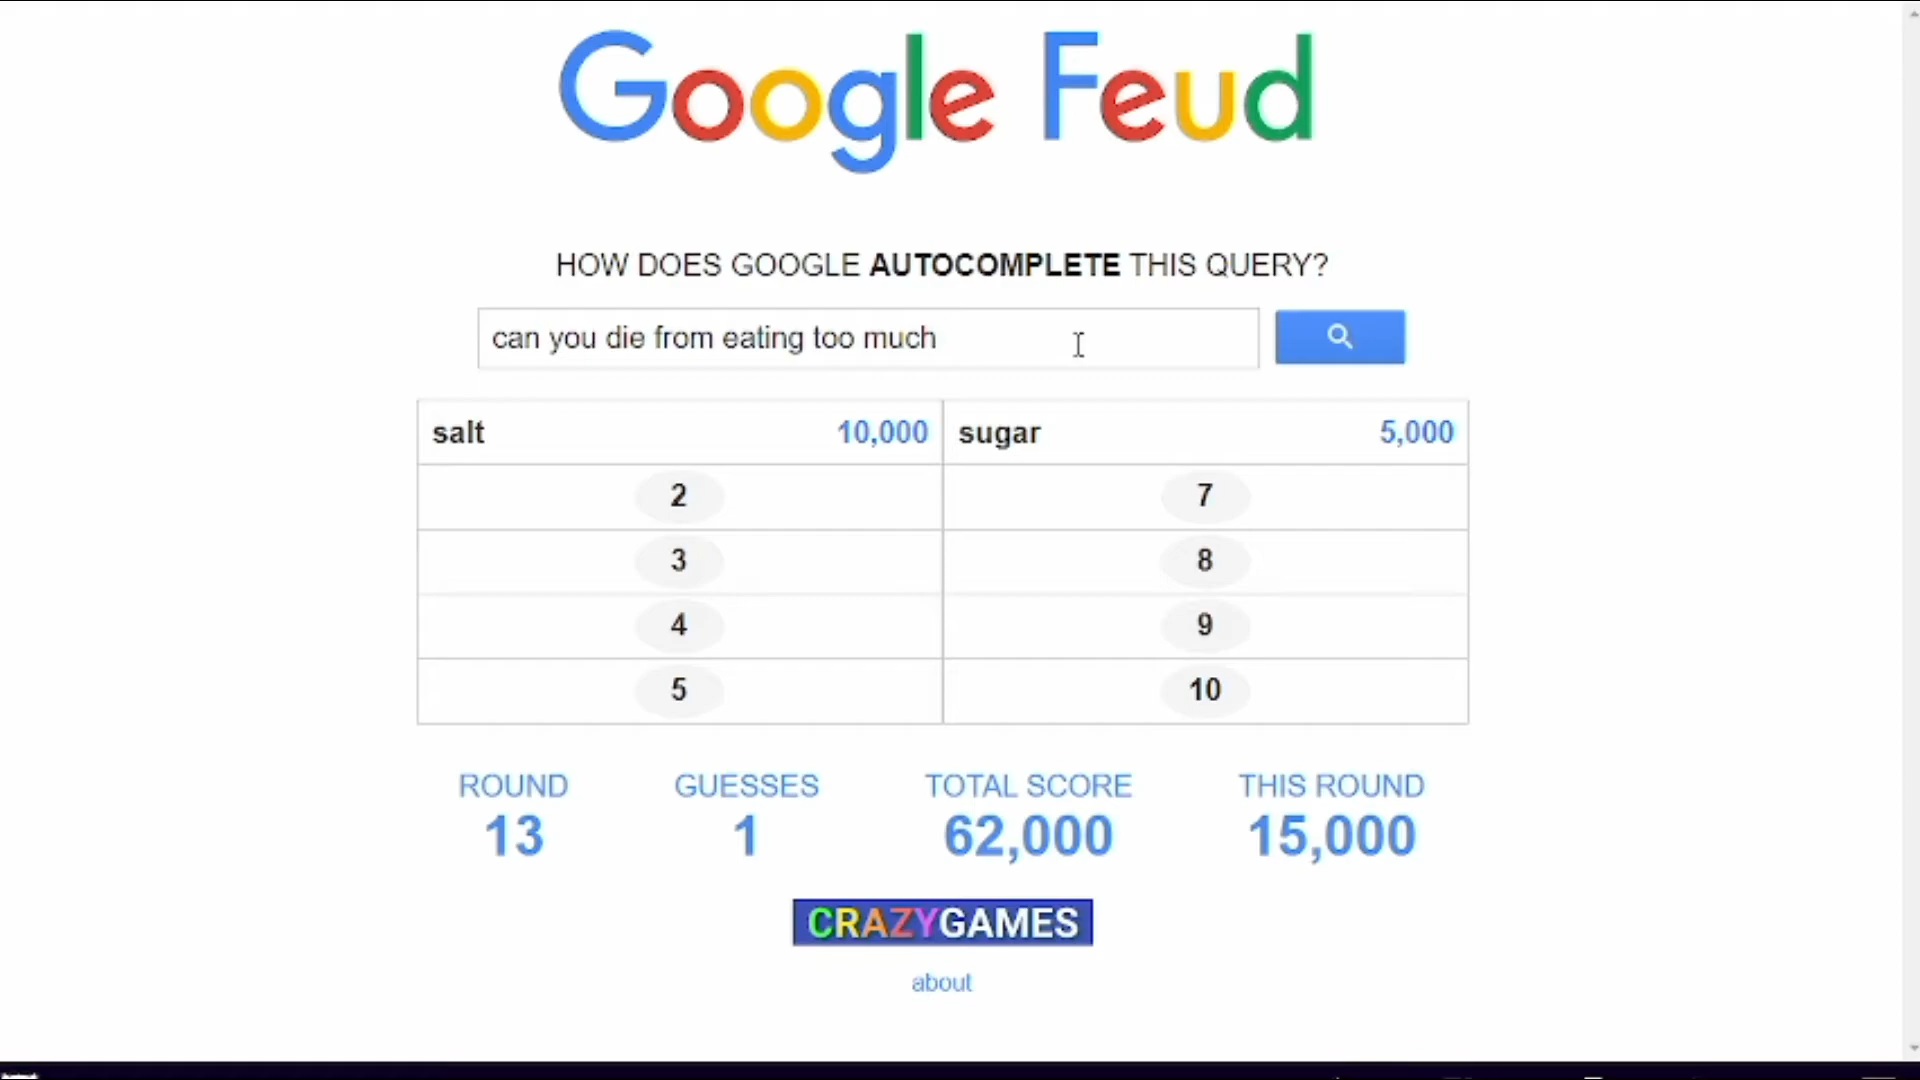 Google Feud
HOW DOES GOOGLE AUTOCOMPLETE THIS QUERY?
can you die from eating too much
salt 10,000 sugar 5,000
2 7
3 8
4 9
5 10
ROUND GUESSES TOTAL SCORE THIS ROUND
13 1 62,000 15,000
CRAZYGAMES
about